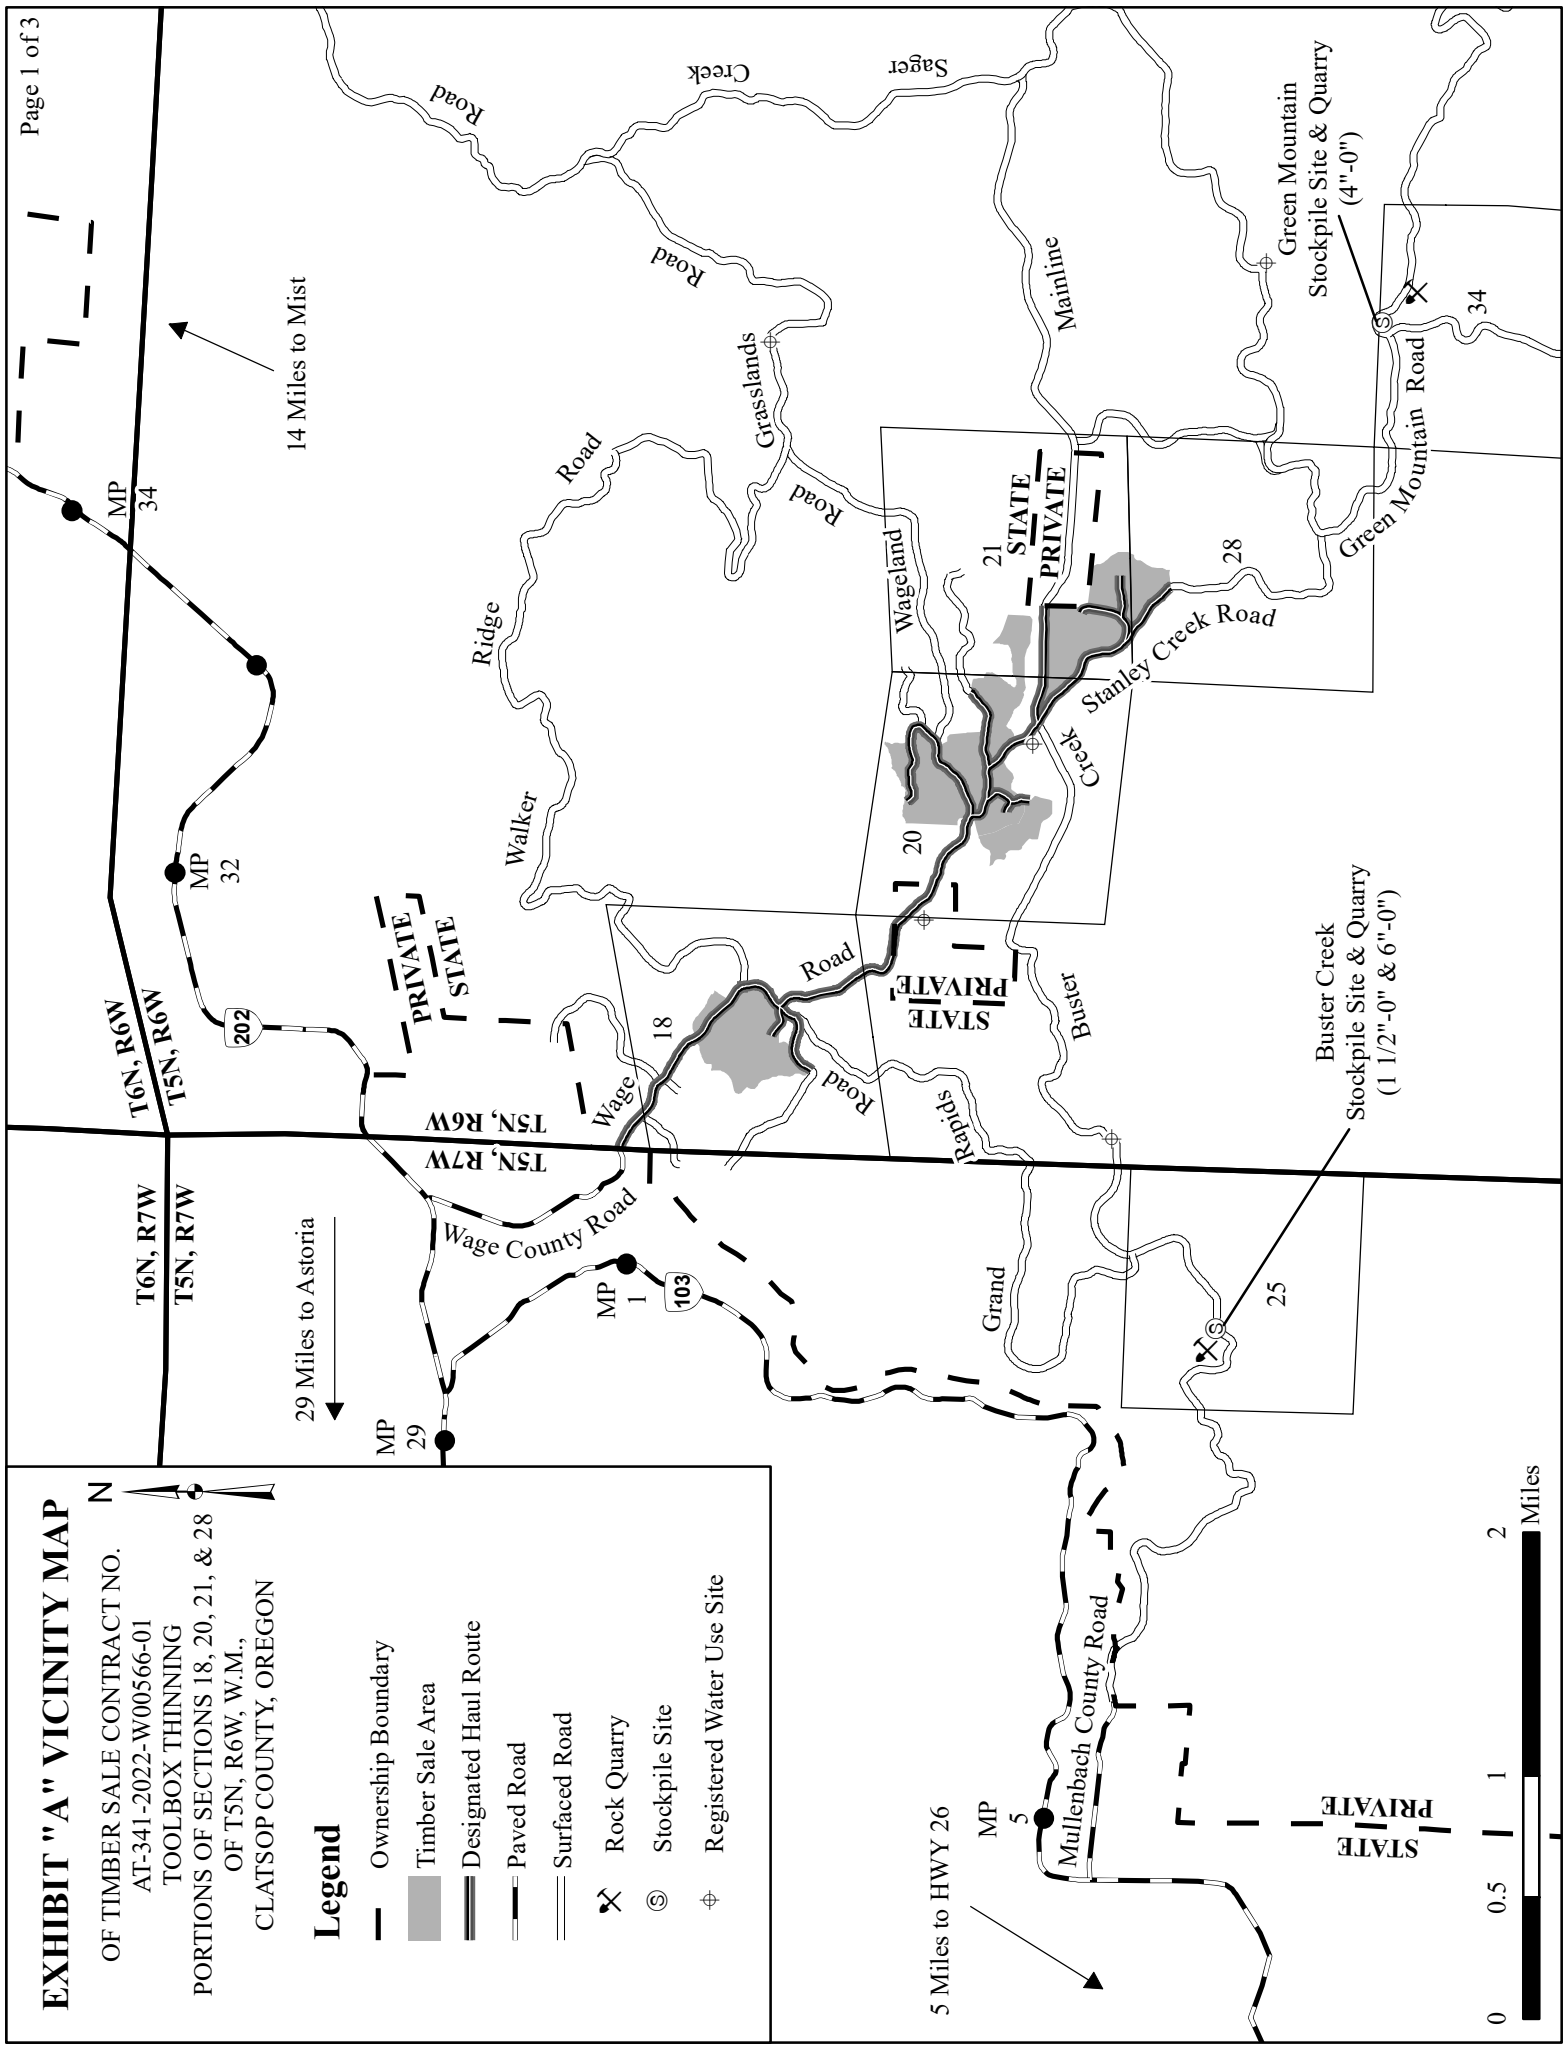 Page 1 of 3
EXHIBIT "A" VICINITY MAP
OF TIMBER SALE CONTRACT NO.
AT-341-2022-W00566-01
TOOLBOX THINNING
PORTIONS OF SECTIONS 18, 20, 21, & 28
OF T5N, R6W, W.M.,
CLATSOP COUNTY, OREGON
N
Legend
Ownership Boundary
Timber Sale Area
Designated Haul Route
Paved Road
Surfaced Road
Rock Quarry
S
Stockpile Site
Registered Water Use Site
T6N, R7W
T5N, R7W
T6N, R6W
T5N, R6W
T5N, R6W
T5N, R7W
29 Miles to Astoria
14 Miles to Mist
5 Miles to HWY 26
MP
29
MP
32
MP
34
MP
1
MP
5
202
103
PRIVATE
STATE
STATE
PRIVATE
PRIVATE
STATE
PRIVATE
STATE
Wage County Road
Wage
Road
Walker
Ridge
Road
Grasslands
Road
Wageland
Road
Sager
Creek
Road
Mainline
Buster
Creek
Stanley Creek Road
Green Mountain Road
Grand
Rapids
Road
Mullenbach County Road
18
20
21
28
34
25
Green Mountain
Stockpile Site & Quarry
(4"-0")
S
Buster Creek
Stockpile Site & Quarry
(1 1/2"-0" & 6"-0")
S
0
0.5
1
2
Miles